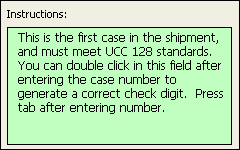 Instructions:
This is the first case in the shipment,
and must meet UCC 128 standards.
You can double click in this field after
entering the case number to
generate a correct check digit.  Press
tab after entering number.